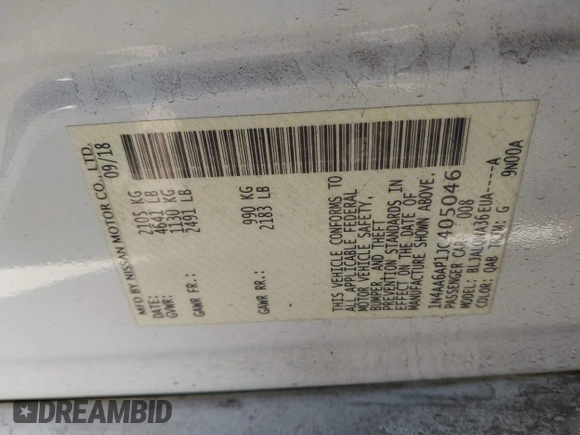 MFD BY NISSAN MOTOR CO., LTD.
DATE: 09/18
GVWR: 2105 KG
4641 LB
GAWR FR.: 1130 KG
2491 LB
GAWR RR.: 990 KG
2183 LB
THIS VEHICLE CONFORMS TO
ALL APPLICABLE FEDERAL
MOTOR VEHICLE SAFETY,
BUMPER, AND THEFT
PREVENTION STANDARDS IN
EFFECT ON THE DATE OF
MANUFACTURE SHOWN ABOVE.
1N4AA6AP1JC405046
PASSENGER CAR 008
MODEL: EUA-----A
COLOR: QAB TRIM: G 9N00A
DREAMBID